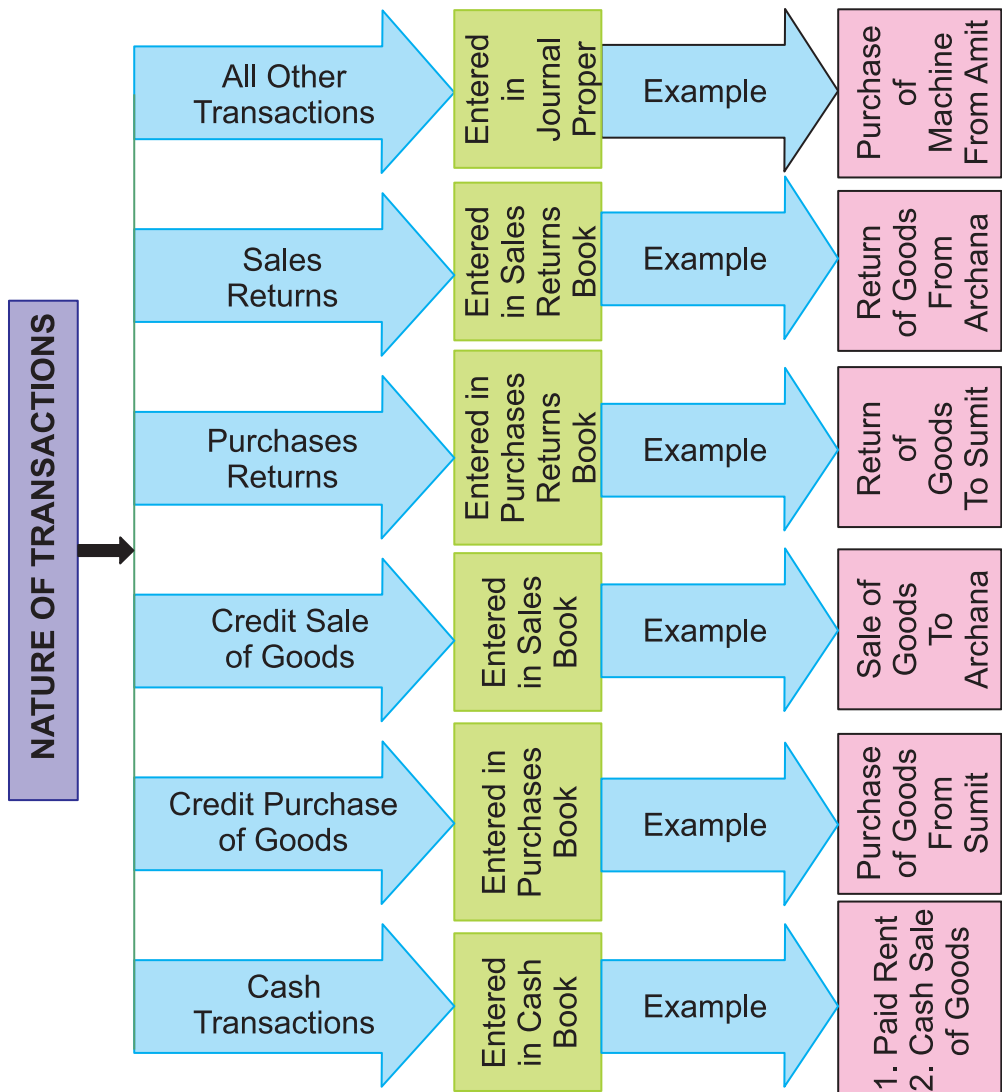 NATURE OF TRANSACTIONS
Cash
Transactions
Credit Purchase
of Goods
Credit Sale
of Goods
Purchases
Returns
Sales
Returns
All Other
Transactions
Entered
in Cash
Book
Entered in
Purchases
Book
Entered
in Sales
Book
Entered in
Purchases
Returns
Book
Entered
in Sales
Returns
Book
Entered
in
Journal
Proper
Example
Example
Example
Example
Example
Example
1. Paid Rent
2. Cash Sale
of Goods
Purchase
of Goods
From
Sumit
Sale of
Goods
To
Archana
Return
of
Goods
To Sumit
Return
of Goods
From
Archana
Purchase
of
Machine
From Amit